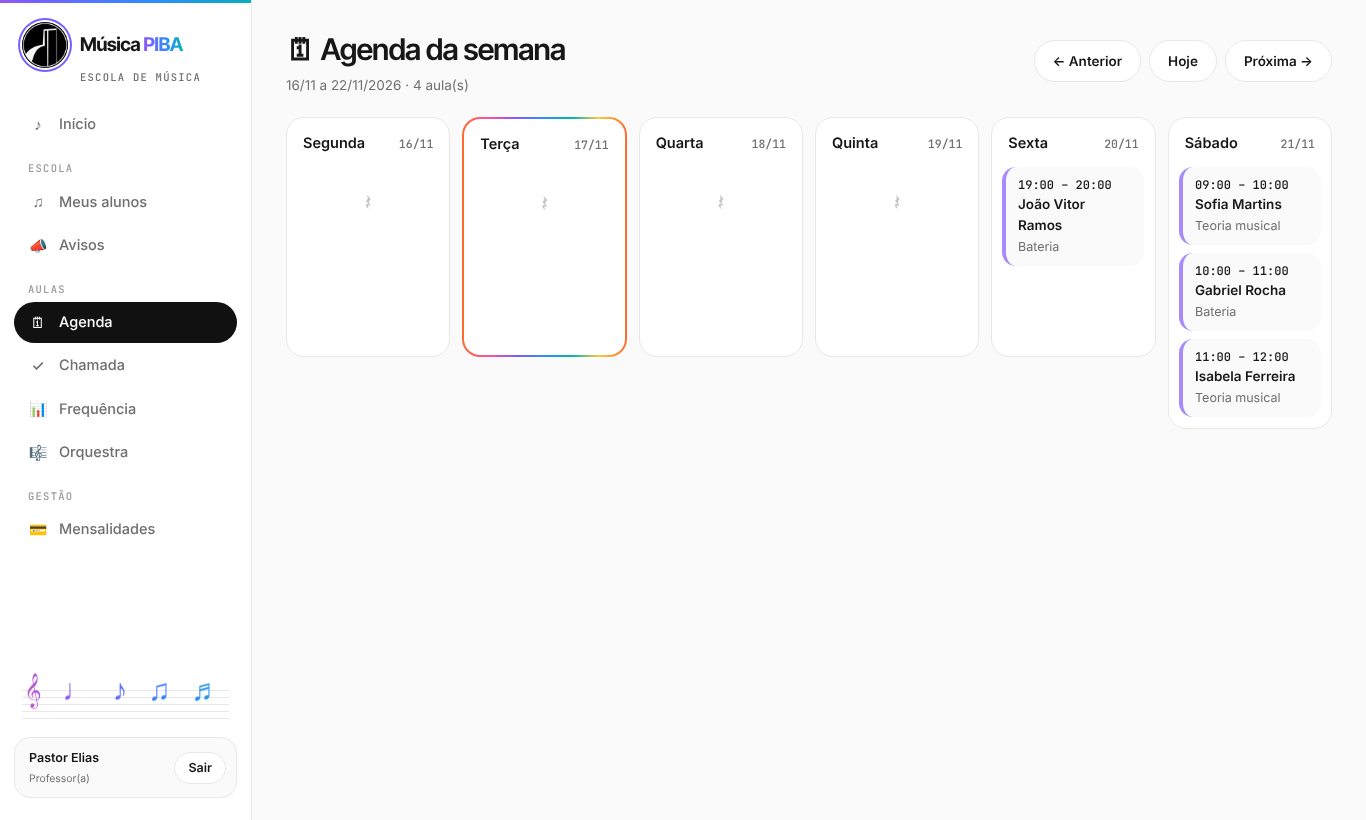 Música PIBA
ESCOLA DE MÚSICA
Início
ESCOLA
Meus alunos
Avisos
AULAS
Agenda
Chamada
Frequência
Orquestra
GESTÃO
Mensalidades
Pastor Elias
Professor(a)
Sair
Agenda da semana
16/11 a 22/11/2026 · 4 aula(s)
← Anterior
Hoje
Próxima →
Segunda 16/11
Terça 17/11
Quarta 18/11
Quinta 19/11
Sexta 20/11
19:00 – 20:00
João Vitor
Ramos
Bateria
Sábado 21/11
09:00 – 10:00
Sofia Martins
Teoria musical
10:00 – 11:00
Gabriel Rocha
Bateria
11:00 – 12:00
Isabela Ferreira
Teoria musical